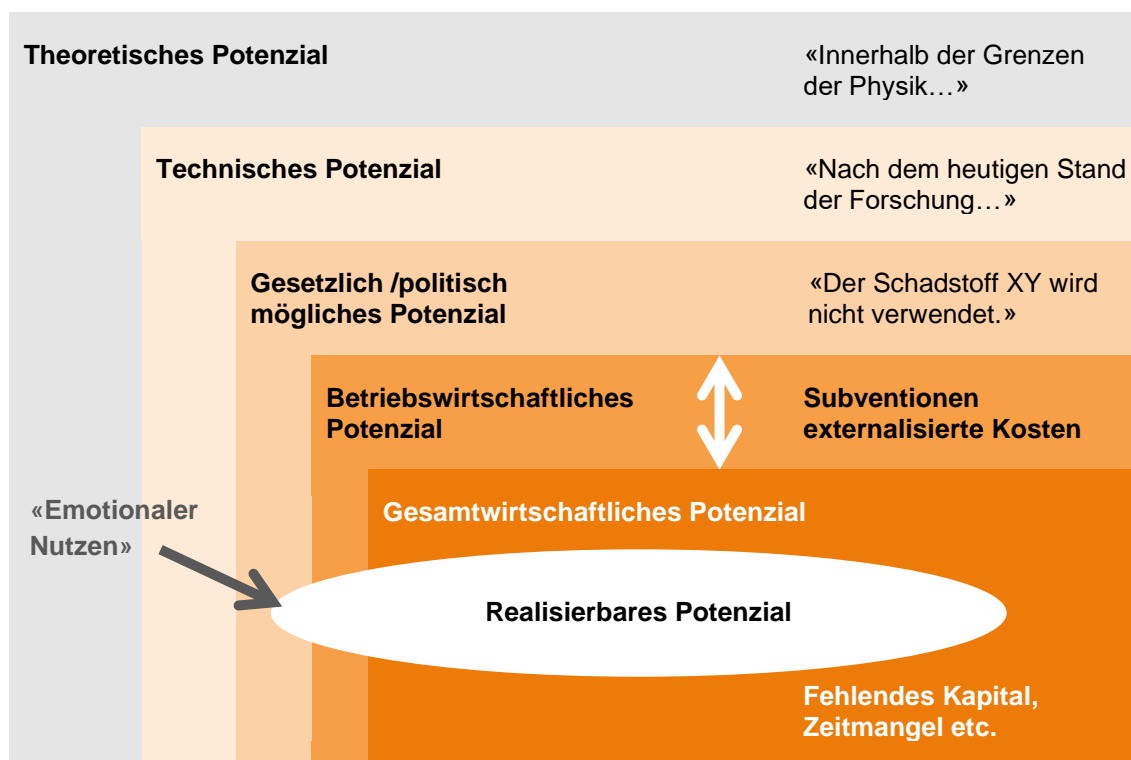 Theoretisches Potenzial
«Innerhalb der Grenzen
der Physik…»
Technisches Potenzial
«Nach dem heutigen Stand
der Forschung…»
Gesetzlich /politisch
mögliches Potenzial
«Der Schadstoff XY wird
nicht verwendet.»
Betriebswirtschaftliches
Potenzial
Subventionen
externalisierte Kosten
«Emotionaler
Nutzen»
Gesamtwirtschaftliches Potenzial
Realisierbares Potenzial
Fehlendes Kapital,
Zeitmangel etc.